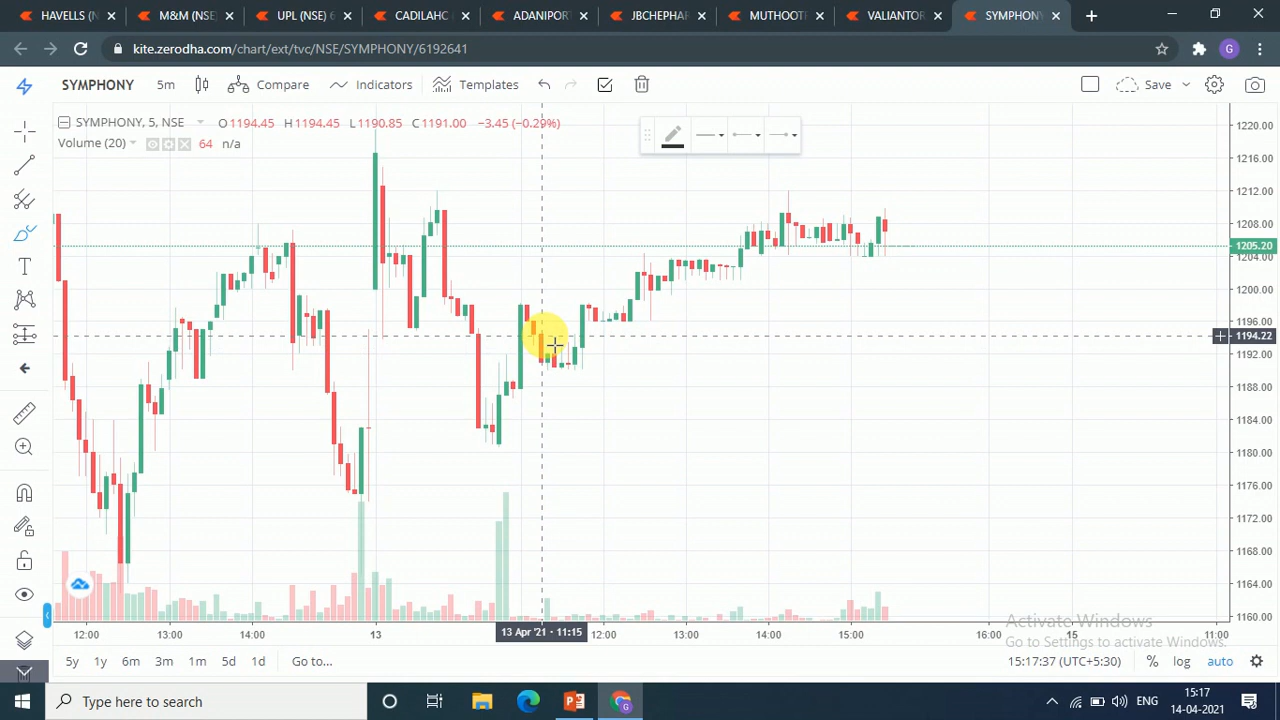 HAVELLS (N
M&M (NSE)
UPL (NSE) 6
CADILAHC (
ADANIPORT
JBCHEPHAR
MUTHOOTF
VALIANTOR
SYMPHONY
kite.zerodha.com/chart/ext/tvc/NSE/SYMPHONY/6192641
G
SYMPHONY 5m Compare Indicators Templates Save
SYMPHONY, 5, NSE O1194.45 H1194.45 L1190.85 C1191.00 −3.45 (−0.29%)
Volume (20) 64 n/a
1220.00
1216.00
1212.00
1208.00
1205.20
1204.00
1200.00
1196.00
1194.22
1192.00
1188.00
1184.00
1180.00
1176.00
1172.00
1168.00
1164.00
1160.00
12:00 13:00 14:00 13 13 Apr '21 · 11:15 12:00 13:00 14:00 15:00 16:00 15 11:00
Activate Windows
Go to Settings to activate Windows.
5y 1y 6m 3m 1m 5d 1d Go to... 15:17:37 (UTC+5:30) % log auto
Type here to search
ENG
15:17
14-04-2021